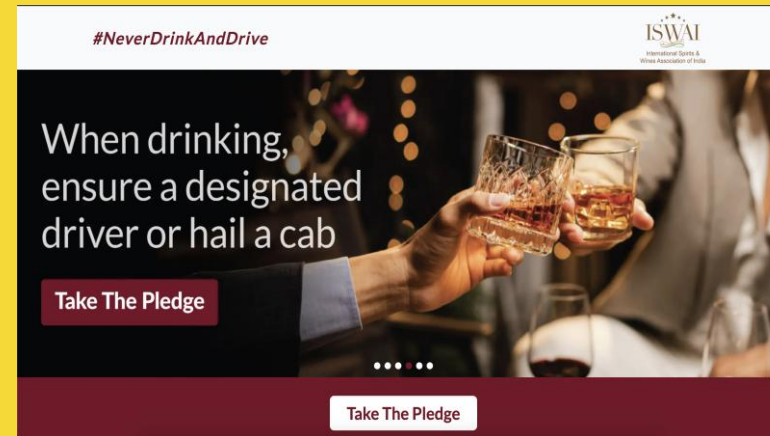 #NeverDrinkAndDrive
ISWAI
International Spirits &
Wines Association of India
When drinking,
ensure a designated
driver or hail a cab
Take The Pledge
Take The Pledge